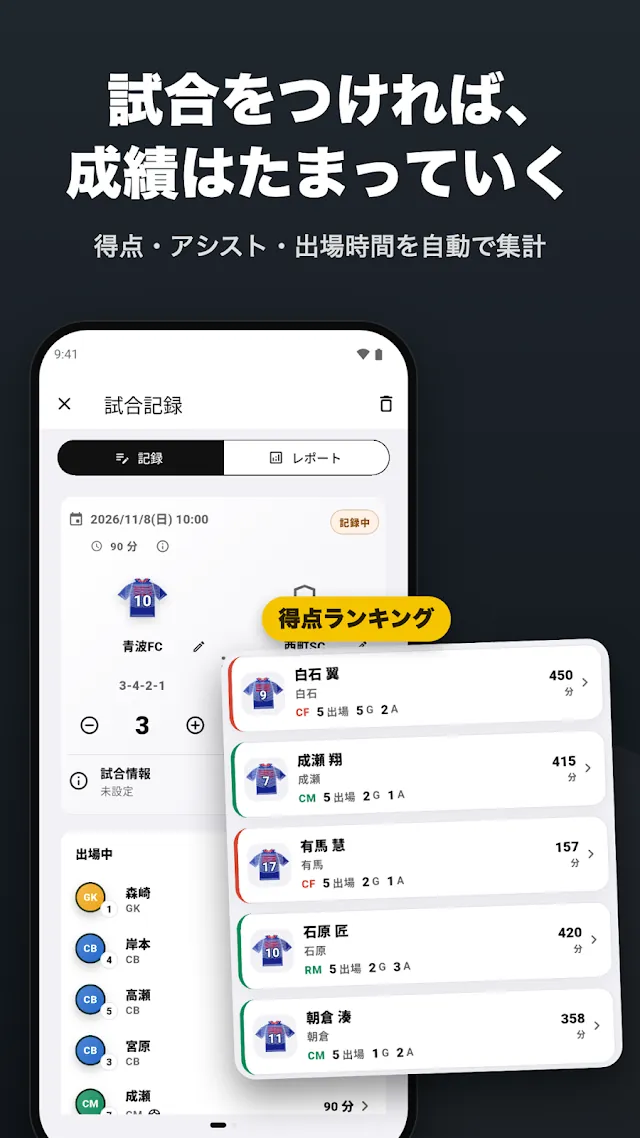 試合をつければ、
成績はたまっていく
得点・アシスト・出場時間を自動で集計
9:41
試合記録
記録
レポート
2026/11/8(日) 10:00
記録中
90 分
10
青波FC
3-4-2-1
3
試合情報
未設定
出場中
GK 1 森崎
GK
CB 4 岸本
CB
CB 5 高瀬
CB
CB 3 宮原
CB
CM 成瀬
90 分
得点ランキング
9 白石 翼 450
白石 分
CF 5 出場 5 G 2 A
7 成瀬 翔 415
成瀬 分
CM 5 出場 2 G 1 A
17 有馬 慧 157
有馬 分
CF 5 出場 2 G 1 A
10 石原 匠 420
石原 分
RM 5 出場 2 G 3 A
11 朝倉 湊 358
朝倉 分
CM 5 出場 1 G 2 A